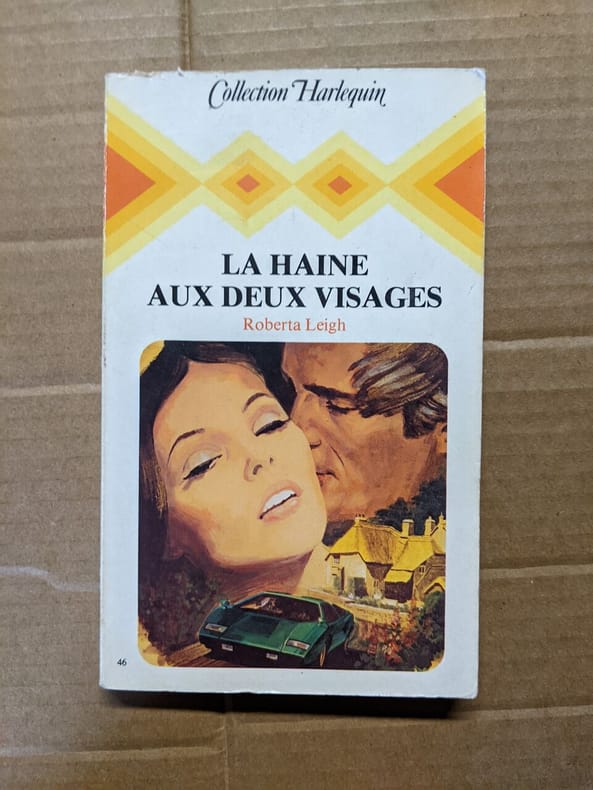 Collection Harlequin
LA HAINE
AUX DEUX VISAGES
Roberta Leigh
46